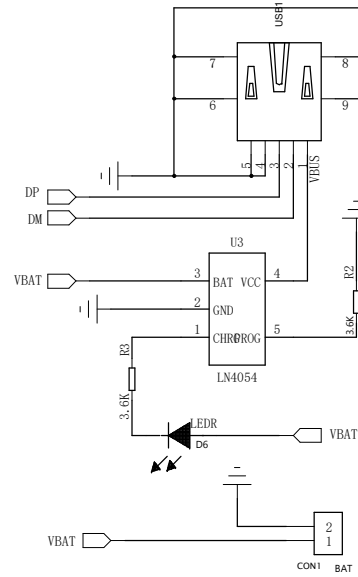 USB1
7
8
6
9
5
4
3
2
1
VBUS
DP
DM
U3
VBAT
3
BAT
VCC
4
2
GND
1
CHRG
PROG
5
LN4054
R2
3.6K
R3
3.6K
LEDR
D6
VBAT
VBAT
2
1
CON1
BAT